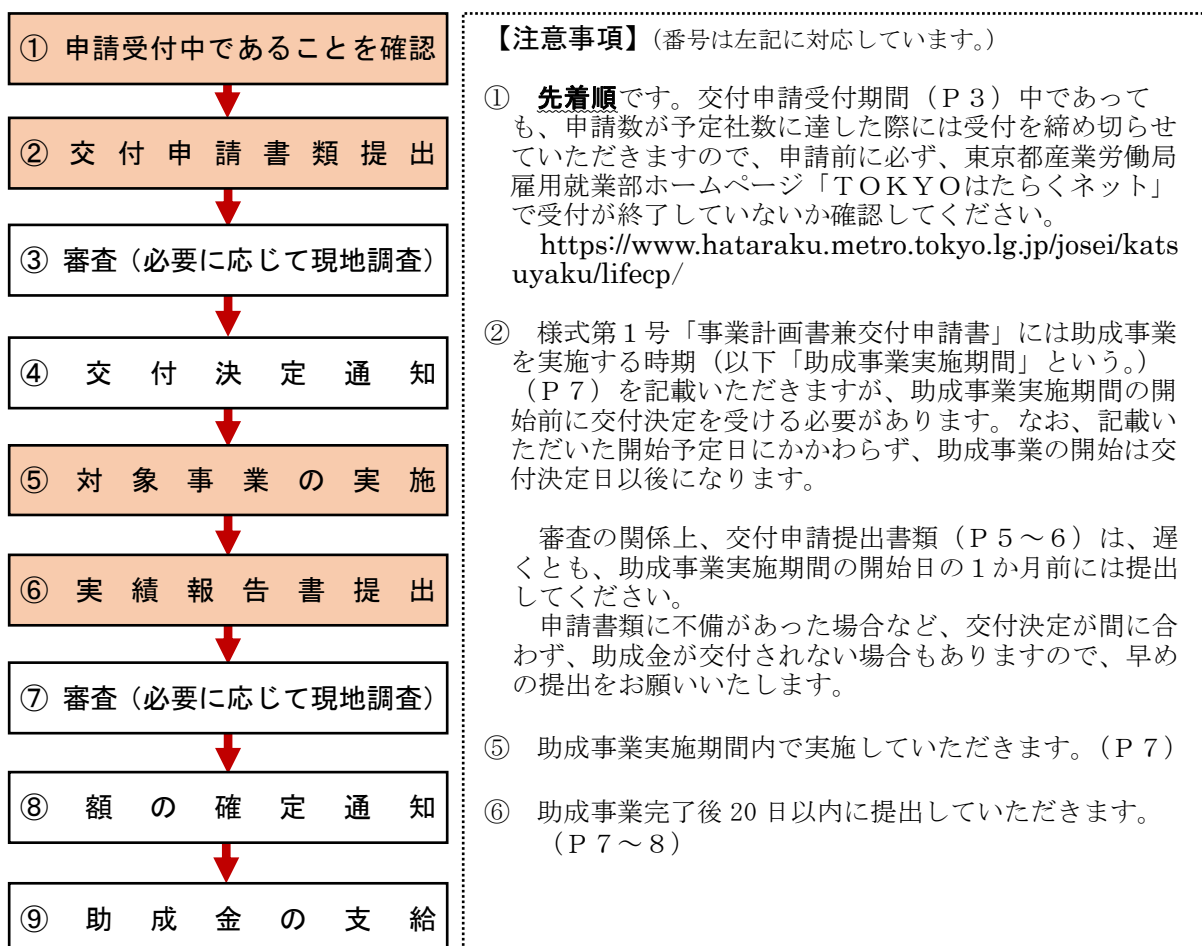 ① 申請受付中であることを確認
② 交付申請書類提出
③ 審査（必要に応じて現地調査）
④ 交付決定通知
⑤ 対象事業の実施
⑥ 実績報告書提出
⑦ 審査（必要に応じて現地調査）
⑧ 額の確定通知
⑨ 助成金の支給
【注意事項】（番号は左記に対応しています。）
① 先着順です。交付申請受付期間（Ｐ３）中であって
も、申請数が予定社数に達した際には受付を締め切らせ
ていただきますので、申請前に必ず、東京都産業労働局
雇用就業部ホームページ「ＴＯＫＹＯはたらくネット」
で受付が終了していないか確認してください。
https://www.hataraku.metro.tokyo.lg.jp/josei/kats
uyaku/lifecp/
② 様式第１号「事業計画書兼交付申請書」には助成事業
を実施する時期（以下「助成事業実施期間」という。）
（Ｐ７）を記載いただきますが、助成事業実施期間の開
始前に交付決定を受ける必要があります。なお、記載い
ただいた開始予定日にかかわらず、助成事業の開始は交
付決定日以後になります。
審査の関係上、交付申請提出書類（Ｐ５～６）は、遅
くとも、助成事業実施期間の開始日の１か月前には提出
してください。
申請書類に不備があった場合など、交付決定が間に合
わず、助成金が交付されない場合もありますので、早め
の提出をお願いいたします。
⑤ 助成事業実施期間内で実施していただきます。（Ｐ７）
⑥ 助成事業完了後 20 日以内に提出していただきます。
（Ｐ７～８）